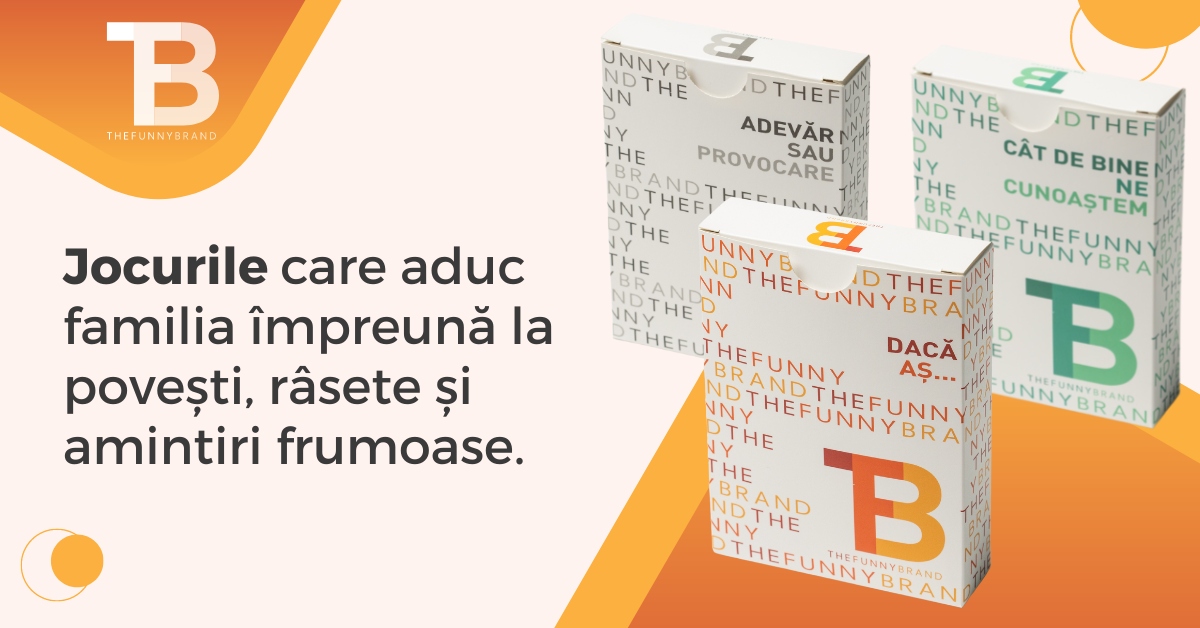 THEFUNNYBRAND
Jocurile care aduc
familia împreună la
povești, râsete și
amintiri frumoase.
ADEVĂR
SAU
PROVOCARE
CÂT DE BINE
NE
CUNOAȘTEM
THEFUNNYBRAND
DACĂ
AȘ...
THEFUNNYBRAND